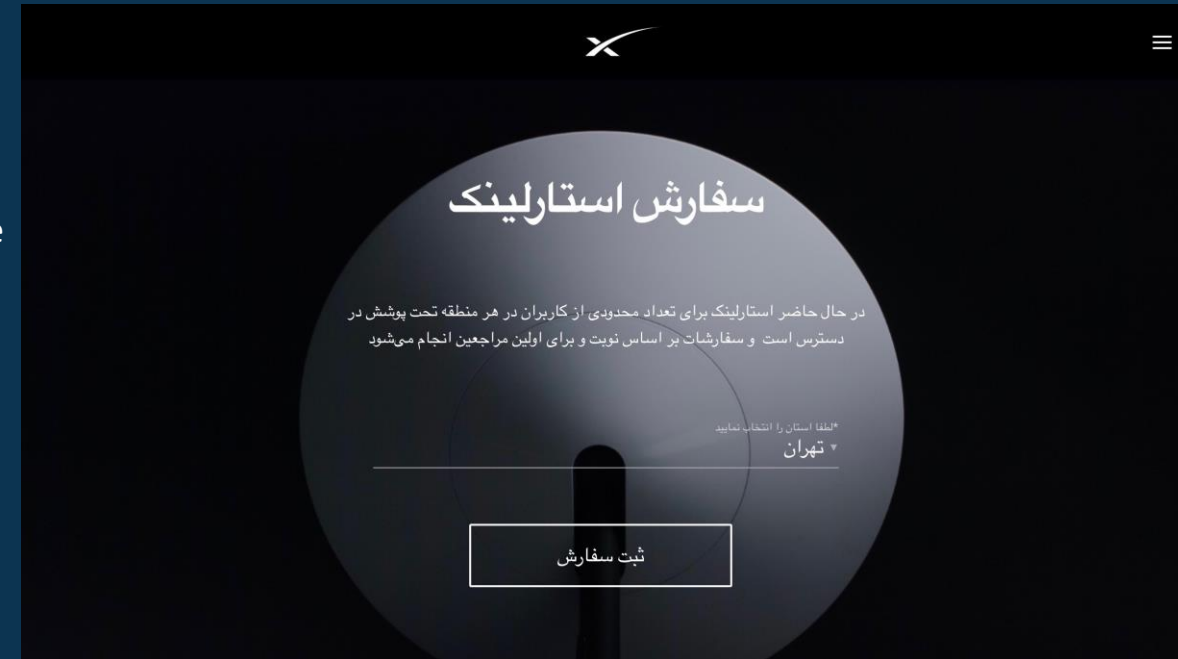 سفارش استارلینک
در حال حاضر استارلینک برای تعداد محدودی از کاربران در هر منطقه تحت پوشش در
دسترس است و سفارشات بر اساس نوبت و برای اولین مراجعین انجام می‌شود
*لطفا استان را انتخاب نمایید
تهران
ثبت سفارش
e